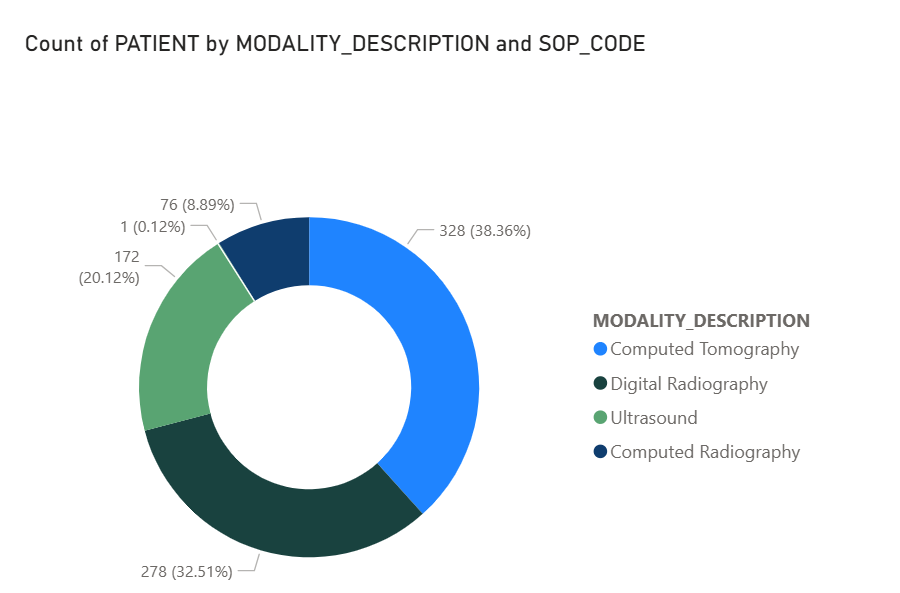 Count of PATIENT by MODALITY_DESCRIPTION and SOP_CODE
76 (8.89%)
1 (0.12%)
172
(20.12%)
328 (38.36%)
278 (32.51%)
MODALITY_DESCRIPTION
Computed Tomography
Digital Radiography
Ultrasound
Computed Radiography